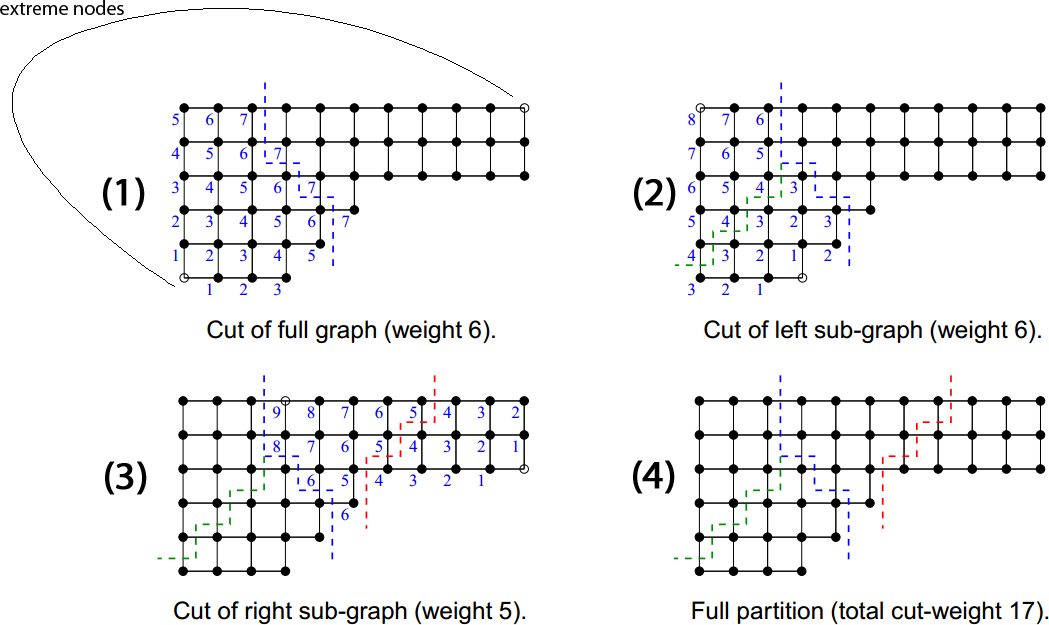 extreme nodes
5 6 7
4 5 6 7
(1) 3 4 5 6 7
2 3 4 5 6 7
1 2 3 4 5
1 2 3
Cut of full graph (weight 6).
8 7 6
7 6 5
(2) 6 5 4 3
5 4 3 2 3
4 3 2 1 2
3 2 1
Cut of left sub-graph (weight 6).
9 8 7 6 5 4 3 2
8 7 6 5 4 3 2 1
(3) 6 5 4 3 2 1
6
Cut of right sub-graph (weight 5).
(4)
Full partition (total cut-weight 17).